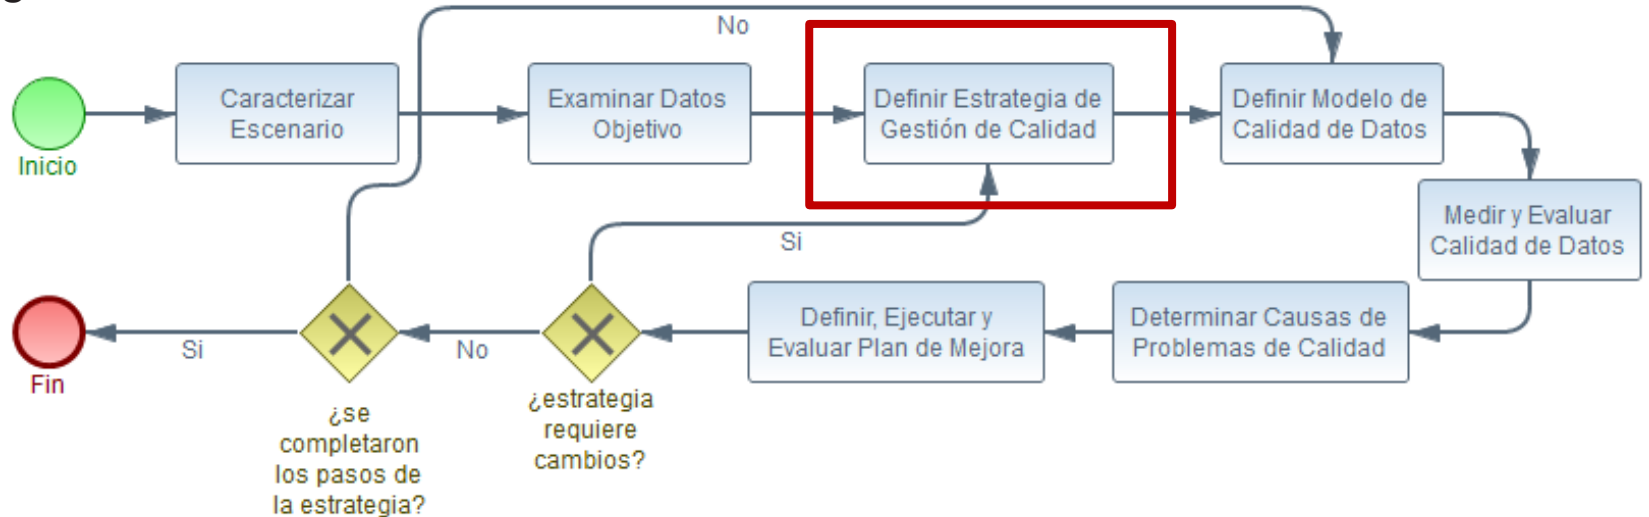 No
Caracterizar
Escenario
Examinar Datos
Objetivo
Definir Estrategia de
Gestión de Calidad
Definir Modelo de
Calidad de Datos
Inicio
Medir y Evaluar
Calidad de Datos
Si
Definir, Ejecutar y
Evaluar Plan de Mejora
Determinar Causas de
Problemas de Calidad
Si
No
Fin
¿se
completaron
los pasos de
la estrategia?
¿estrategia
requiere
cambios?